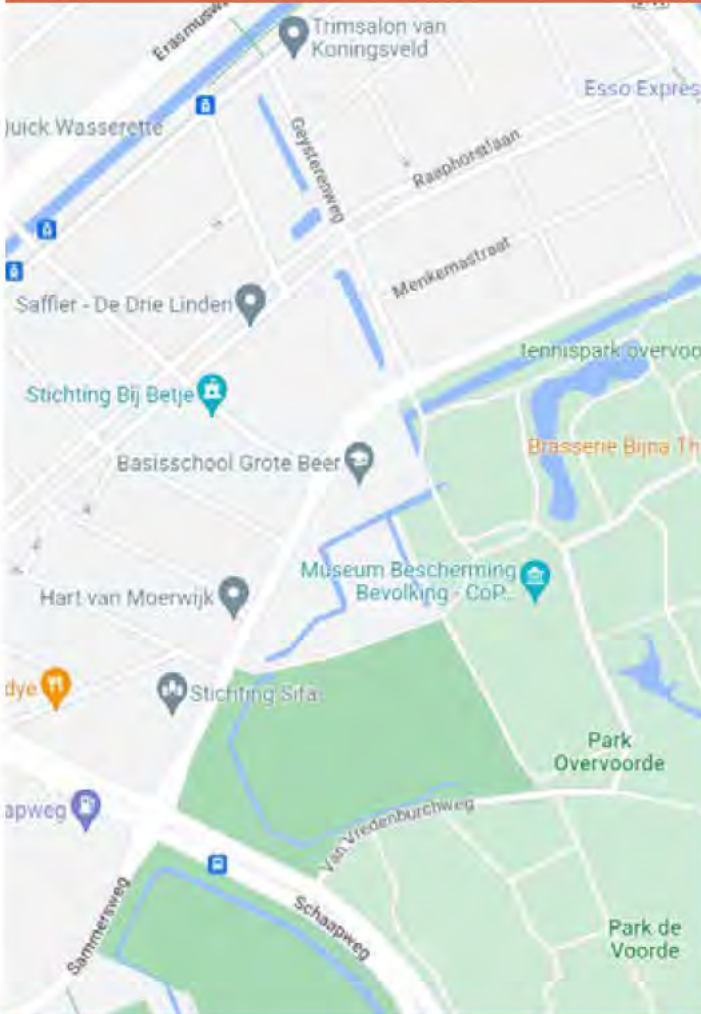 Trimsalon van
Koningsveld
Esso Expres
Quick Wasserette
Geysterenweg
Raaphorstlaan
Menkemastraat
Saffier - De Drie Linden
tennispark overvoo
Stichting Bij Betje
Brasserie Bijna Th
Basisschool Grote Beer
Museum Bescherming
Bevolking - CoP...
Hart van Moerwijk
dye
Stichting Sifa
Park
Overvoorde
apweg
Van Vredenburchweg
Schaapweg
Sammersweg
Park de
Voorde